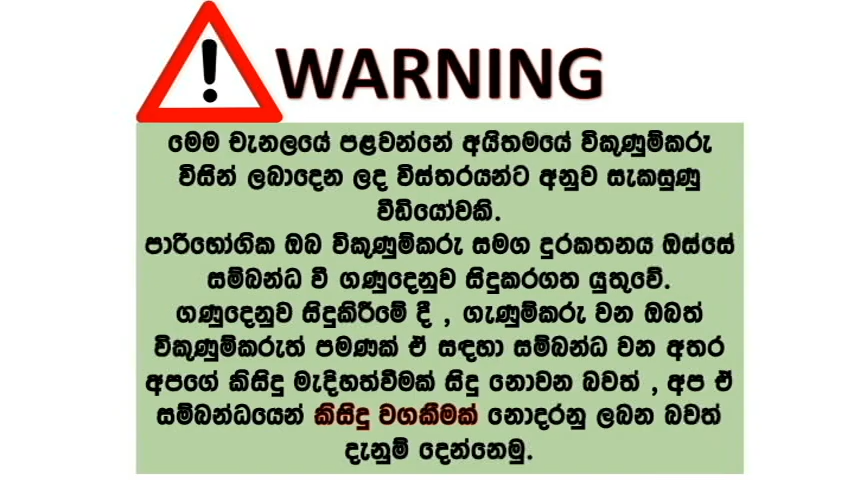 WARNING
මෙම චැනලයේ පළවන්නේ අයිතමයේ විකුණුම්කරු
විසින් ලබාදෙන ලද විස්තරයන්ට අනුව සැකසුණු
වීඩියෝවකි.
පාරිභෝගික ඔබ විකුණුම්කරු සමග දුරකතනය ඔස්සේ
සම්බන්ධ වී ගණුදෙනුව සිදුකරගත යුතුවේ.
ගණුදෙනුව සිදුකිරීමේ දී , ගැණුම්කරු වන ඔබත්
විකුණුම්කරුත් පමණක් ඒ සඳහා සම්බන්ධ වන අතර
අපගේ කිසිදු මැදිහත්වීමක් සිදු නොවන බවත් , අප ඒ
සම්බන්ධයෙන් කිසිදු වගකීමක් නොදරනු ලබන බවත්
දැනුම් දෙන්නෙමු.